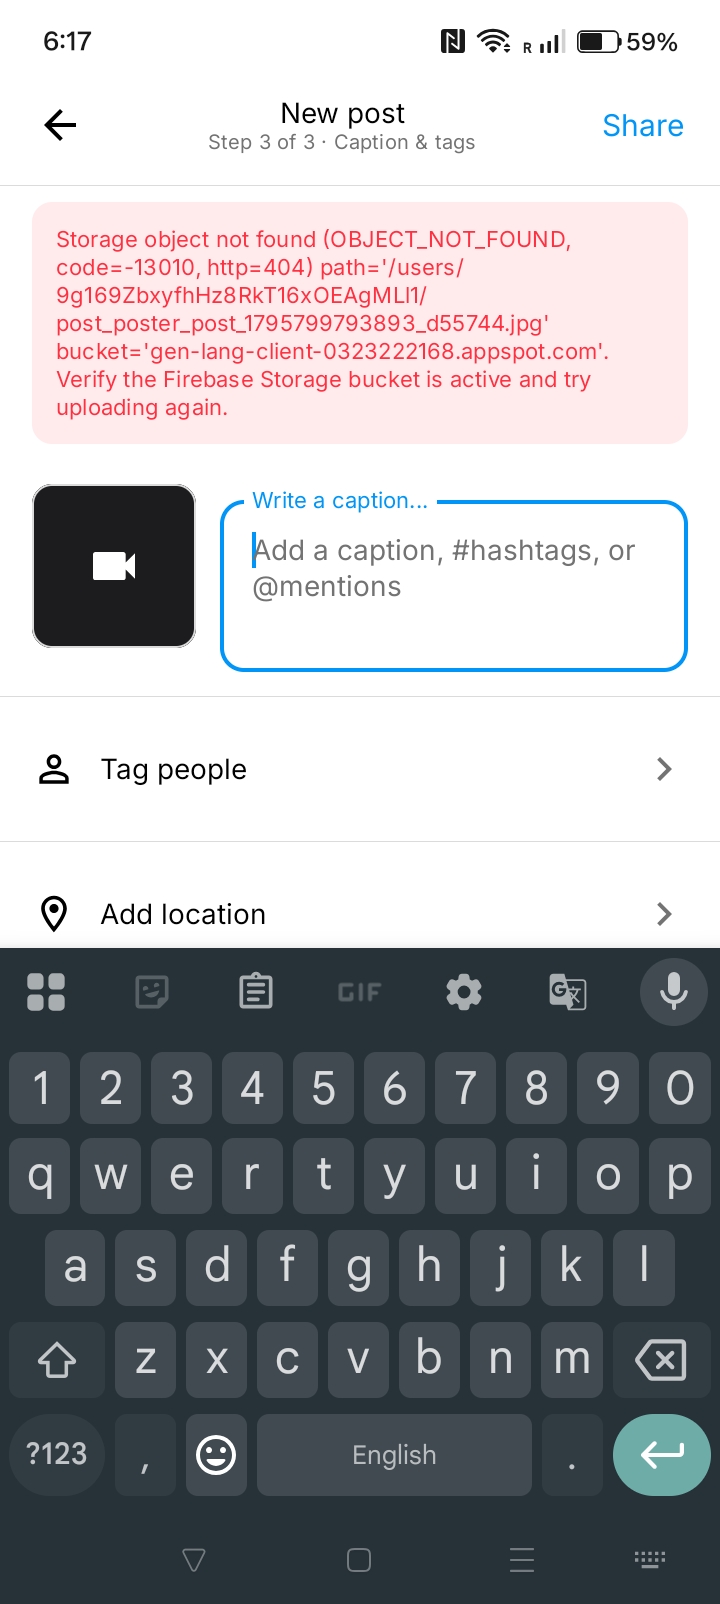 6:17
R
59%
New post
Step 3 of 3 · Caption & tags
Share
Storage object not found (OBJECT_NOT_FOUND,
code=-13010, http=404) path='/users/
9g169ZbxyfhHz8RkT16xOEAgMLl1/
post_poster_post_1795799793893_d55744.jpg'
bucket='gen-lang-client-0323222168.appspot.com'.
Verify the Firebase Storage bucket is active and try
uploading again.
Write a caption...
Add a caption, #hashtags, or
@mentions
Tag people
Add location
GIF
G文
1 2 3 4 5 6 7 8 9 0
q w e r t y u i o p
a s d f g h j k l
z x c v b n m
?123 , English .